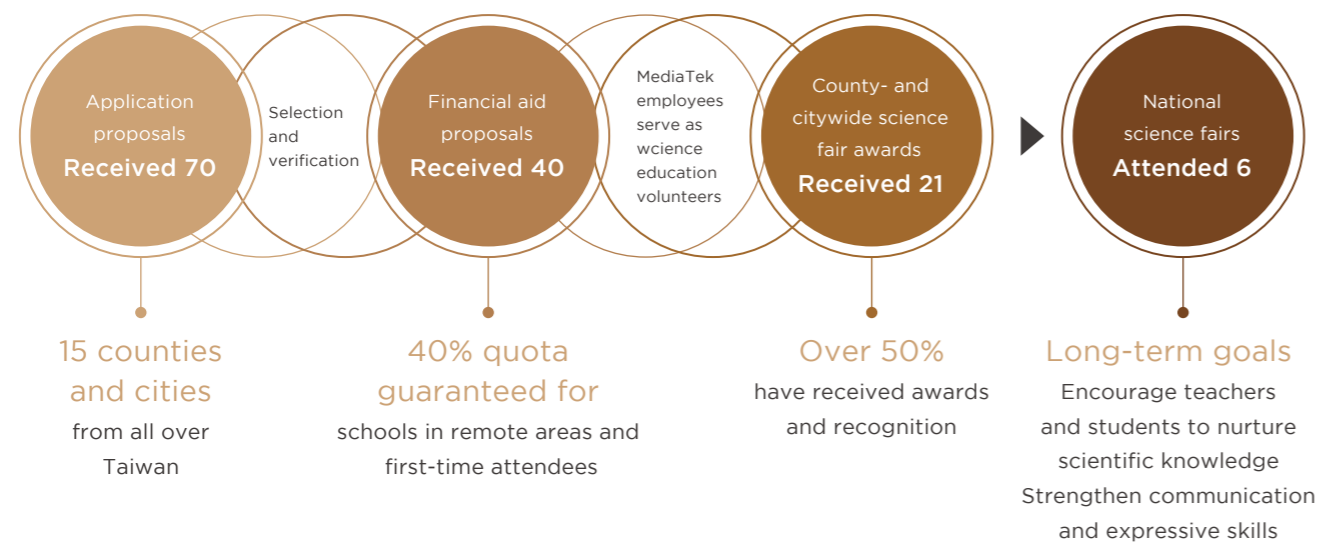 Application
proposals
Received 70
Selection
and
verification
Financial aid
proposals
Received 40
MediaTek
employees
serve as
wcience
education
volunteers
County- and
citywide science
fair awards
Received 21
National
science fairs
Attended 6
15 counties
and cities
from all over
Taiwan
40% quota
guaranteed for
schools in remote areas and
first-time attendees
Over 50%
have received awards
and recognition
Long-term goals
Encourage teachers
and students to nurture
scientific knowledge
Strengthen communication
and expressive skills